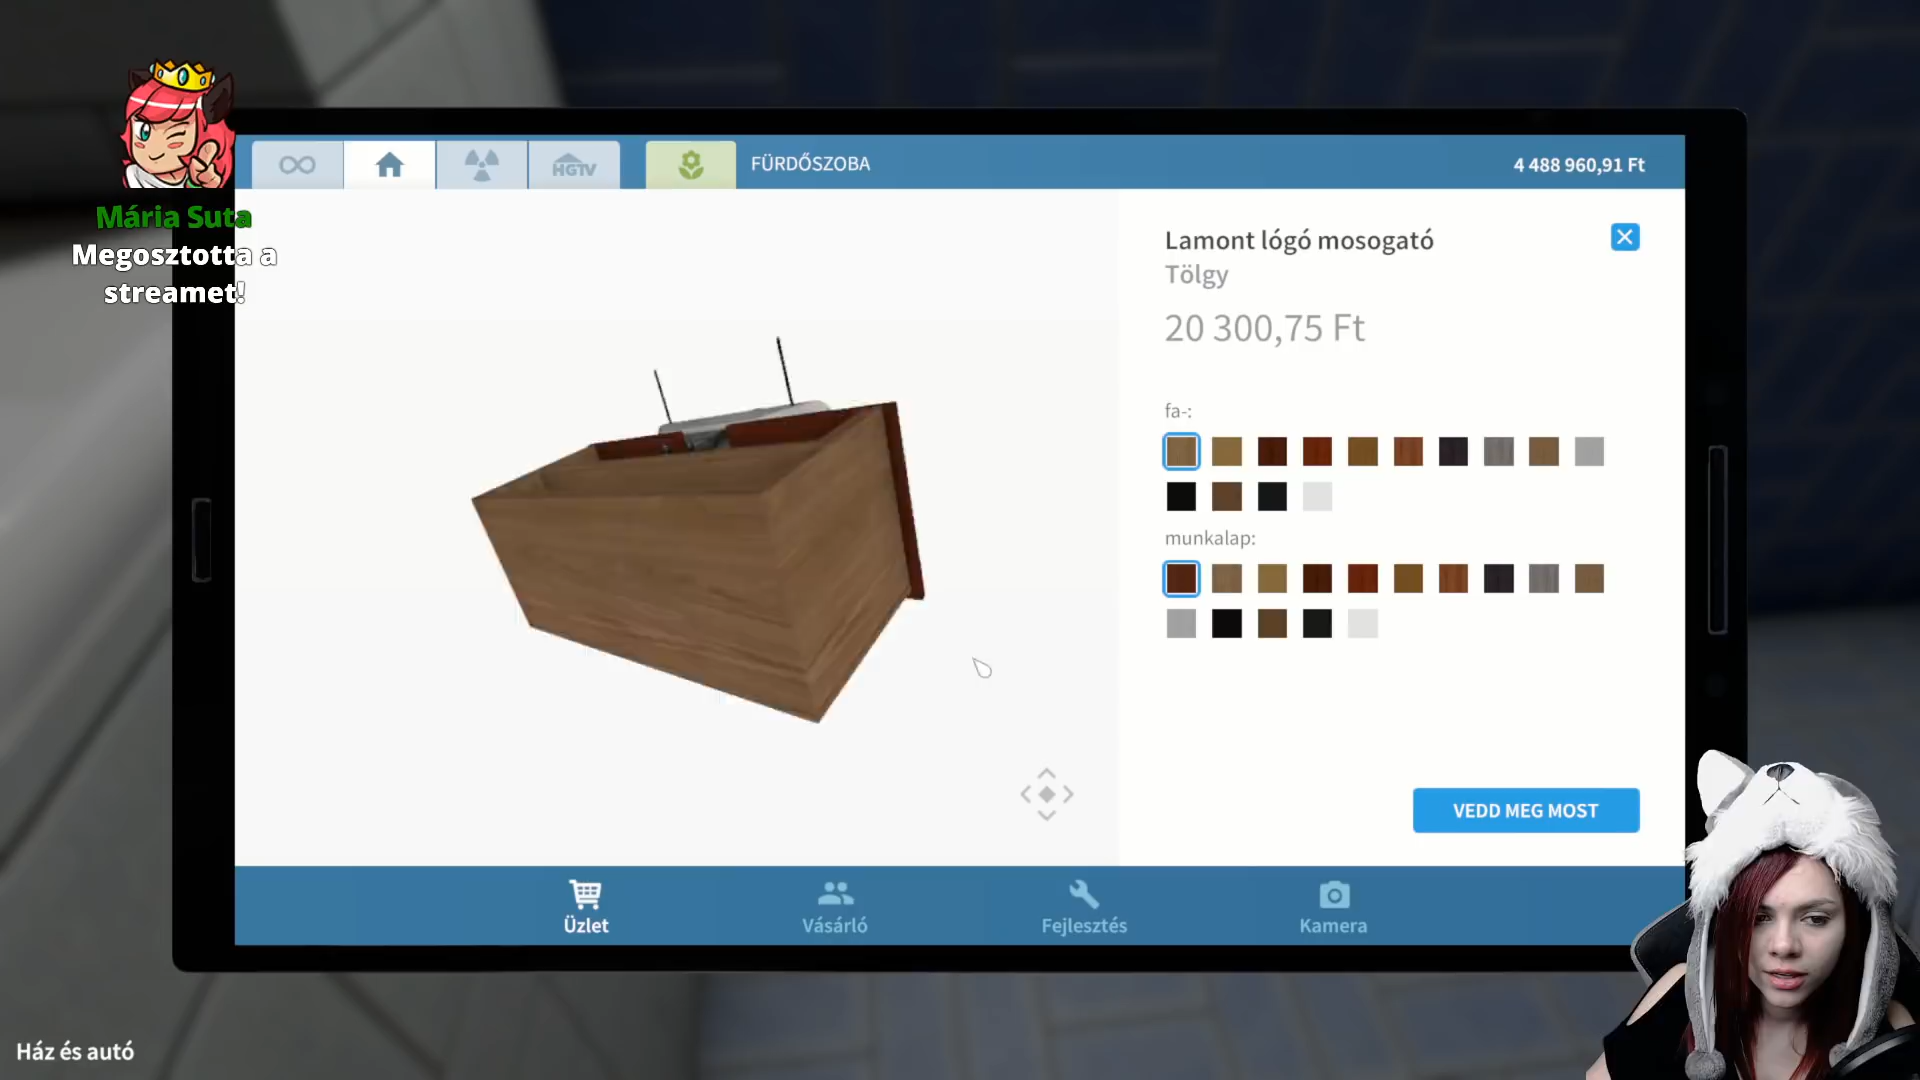 HGTV
FÜRDŐSZOBA
4 488 960,91 Ft
Mária Suta
Megosztotta a
streamet!
Lamont lógó mosogató
Tölgy
20 300,75 Ft
fa-:
munkalap:
VEDD MEG MOST
Üzlet
Vásárló
Fejlesztés
Kamera
Ház és autó